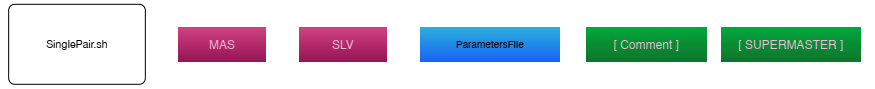 SinglePair.sh
MAS
SLV
ParametersFile
[ Comment ]
[ SUPERMASTER ]